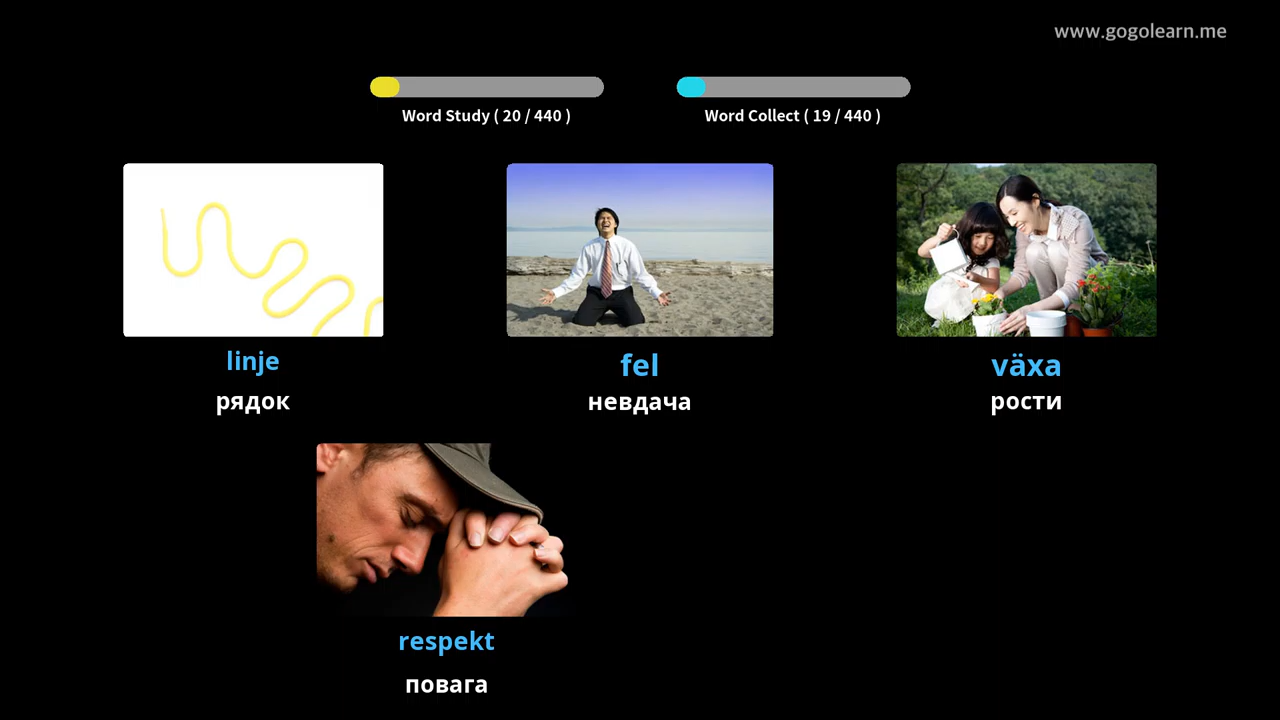 www.gogolearn.me
Word Study ( 20 / 440 )
Word Collect ( 19 / 440 )
linje
рядок
fel
невдача
växa
рости
respekt
повага